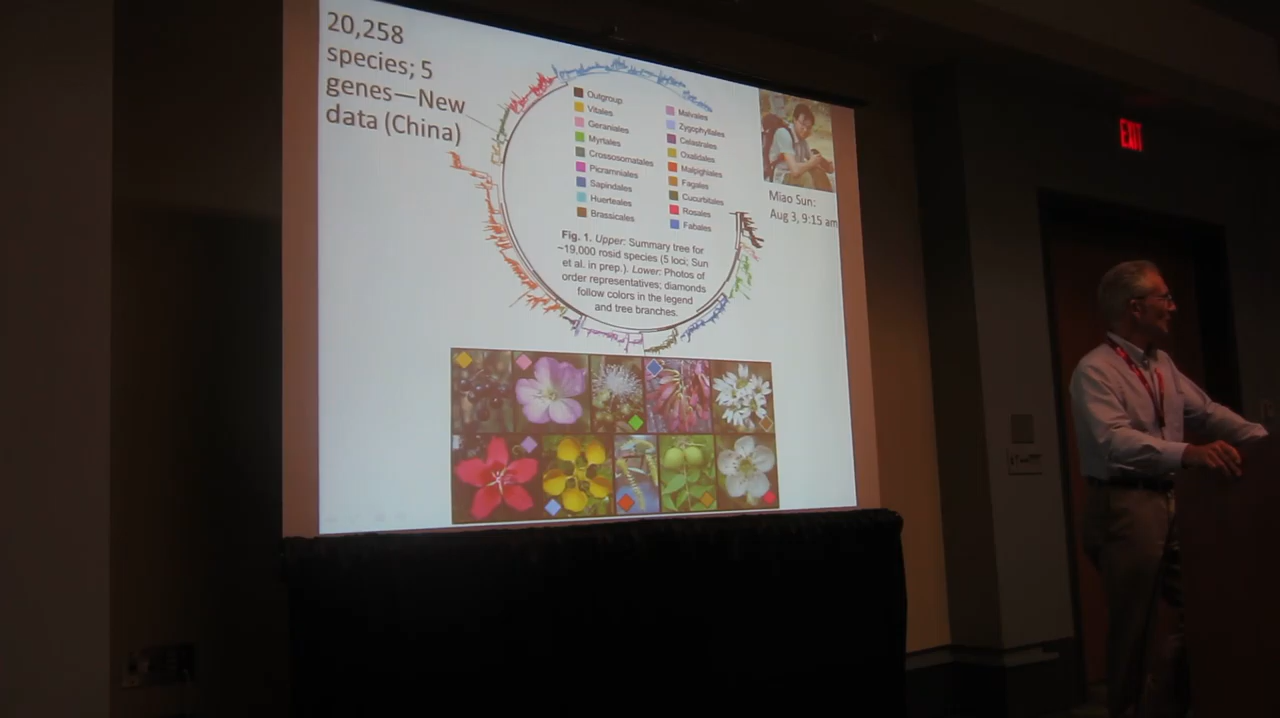 20,258
species; 5
genes—New
data (China)
Outgroup
Vitales
Geraniales
Myrtales
Crossosomatales
Picramniales
Sapindales
Huerteales
Brassicales
Malvales
Zygophyllales
Celastrales
Oxalidales
Malpighiales
Fagales
Cucurbitales
Rosales
Fabales
Fig. 1. Upper: Summary tree for
~19,000 rosid species (5 loci; Sun
et al. in prep.). Lower: Photos of
order representatives; diamonds
follow colors in the legend
and tree branches.
Miao Sun:
Aug 3, 9:15 am
EXIT